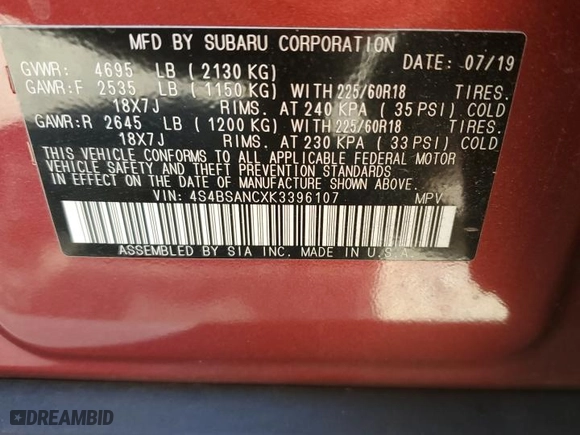 MFD BY SUBARU CORPORATION
GVWR: 4695 LB ( 2130 KG) DATE: 07/19
GAWR:F 2535 LB ( 1150 KG) WITH 225/60R18 TIRES.
18X7J RIMS. AT 240 KPA ( 35 PSI) COLD
GAWR:R 2645 LB ( 1200 KG) WITH 225/60R18 TIRES.
18X7J RIMS. AT 230 KPA ( 33 PSI) COLD
THIS VEHICLE CONFORMS TO ALL APPLICABLE FEDERAL MOTOR
VEHICLE SAFETY AND THEFT PREVENTION STANDARDS
IN EFFECT ON THE DATE OF MANUFACTURE SHOWN ABOVE.
VIN: 4S4BSANCXK3396107 MPV
ASSEMBLED BY SIA INC. MADE IN U.S.A.
DREAMBID